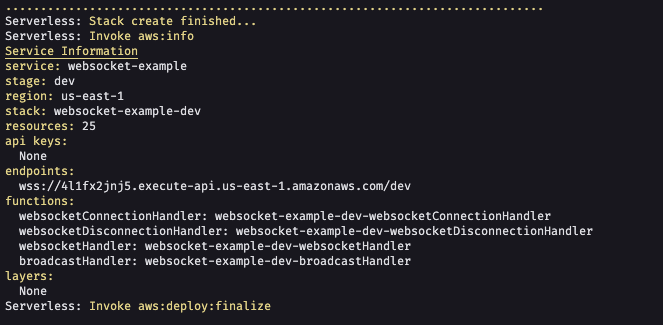 ..............................................................................
Serverless: Stack create finished...
Serverless: Invoke aws:info
Service Information
service: websocket-example
stage: dev
region: us-east-1
stack: websocket-example-dev
resources: 25
api keys:
  None
endpoints:
  wss://4l1fx2jnj5.execute-api.us-east-1.amazonaws.com/dev
functions:
  websocketConnectionHandler: websocket-example-dev-websocketConnectionHandler
  websocketDisconnectionHandler: websocket-example-dev-websocketDisconnectionHandler
  websocketHandler: websocket-example-dev-websocketHandler
  broadcastHandler: websocket-example-dev-broadcastHandler
layers:
  None
Serverless: Invoke aws:deploy:finalize